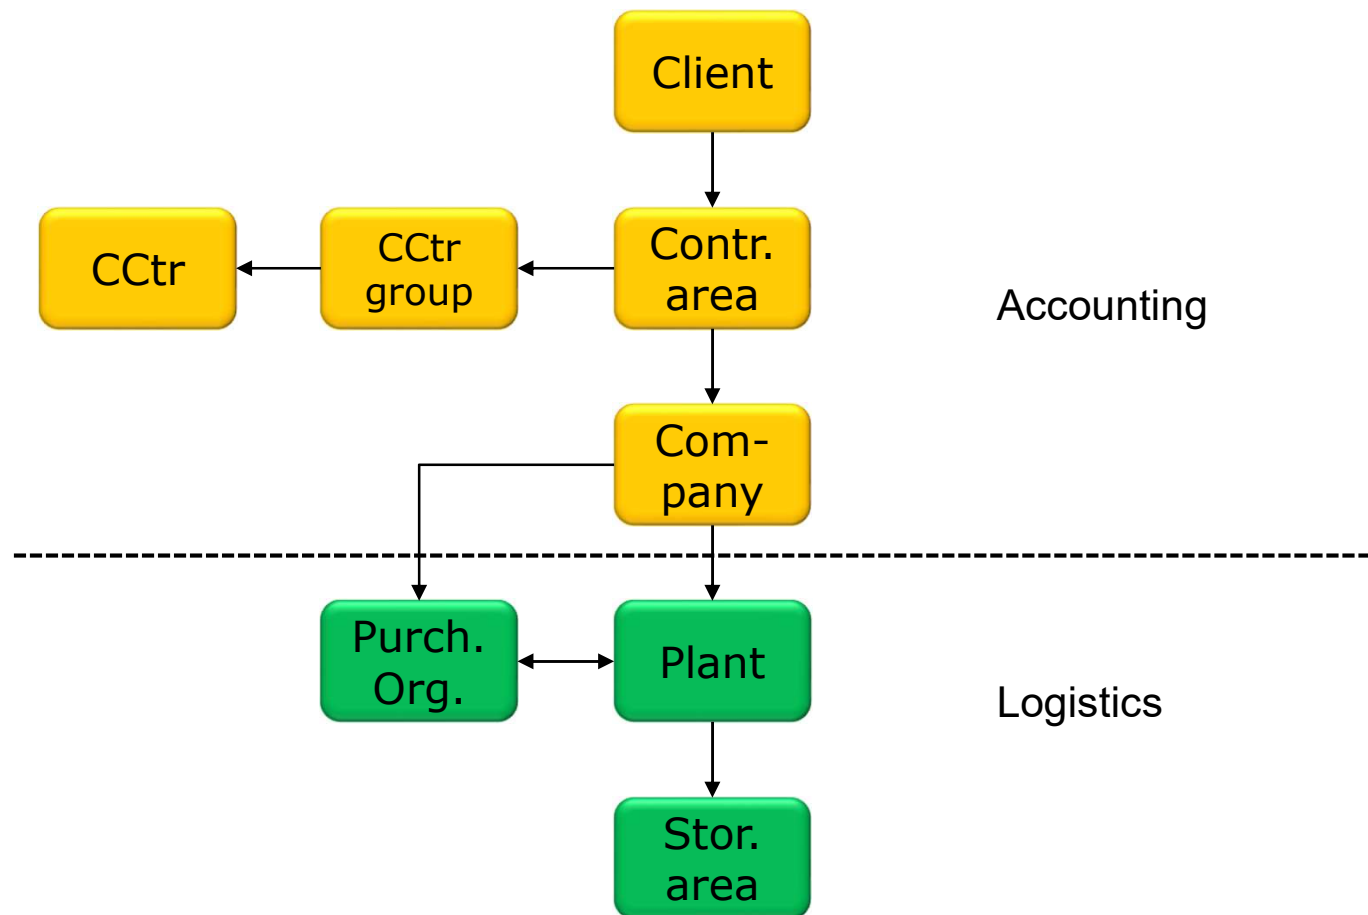 Client
CCtr
CCtr
group
Contr.
area
Accounting
Com-
pany
Purch.
Org.
Plant
Logistics
Stor.
area